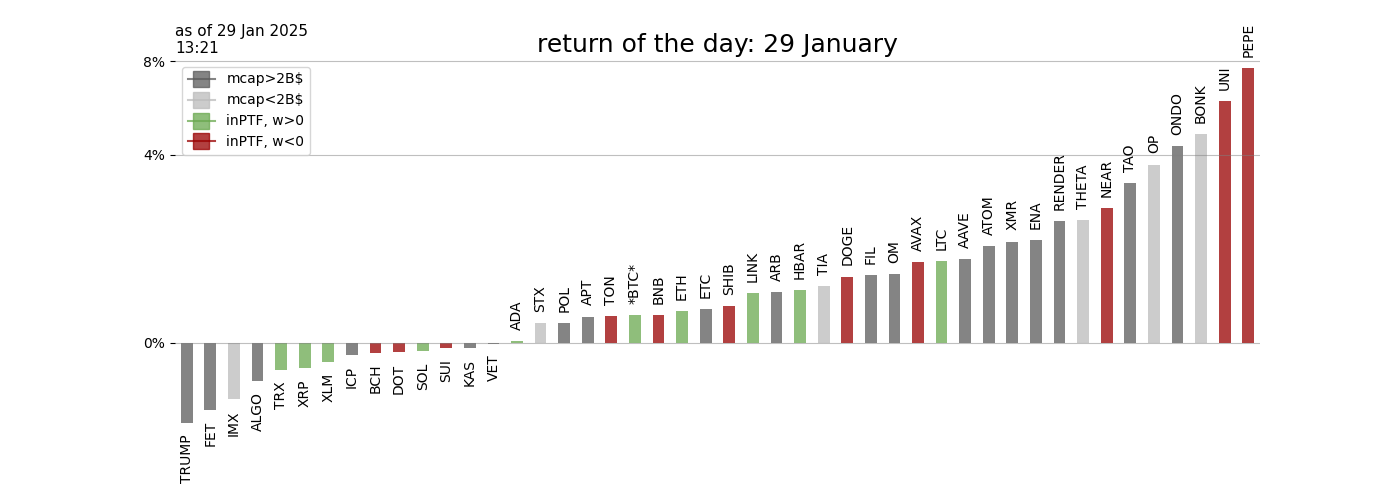 as of 29 Jan 2025
13:21
return of the day: 29 January
8%
4%
0%
mcap>2B$
mcap<2B$
inPTF, w>0
inPTF, w<0
TRUMP
FET
IMX
ALGO
TRX
XRP
XLM
ICP
BCH
DOT
SOL
SUI
KAS
VET
ADA
STX
POL
APT
TON
*BTC*
BNB
ETH
ETC
SHIB
LINK
ARB
HBAR
TIA
DOGE
FIL
OM
AVAX
LTC
AAVE
ATOM
XMR
ENA
RENDER
THETA
NEAR
TAO
OP
ONDO
BONK
UNI
PEPE